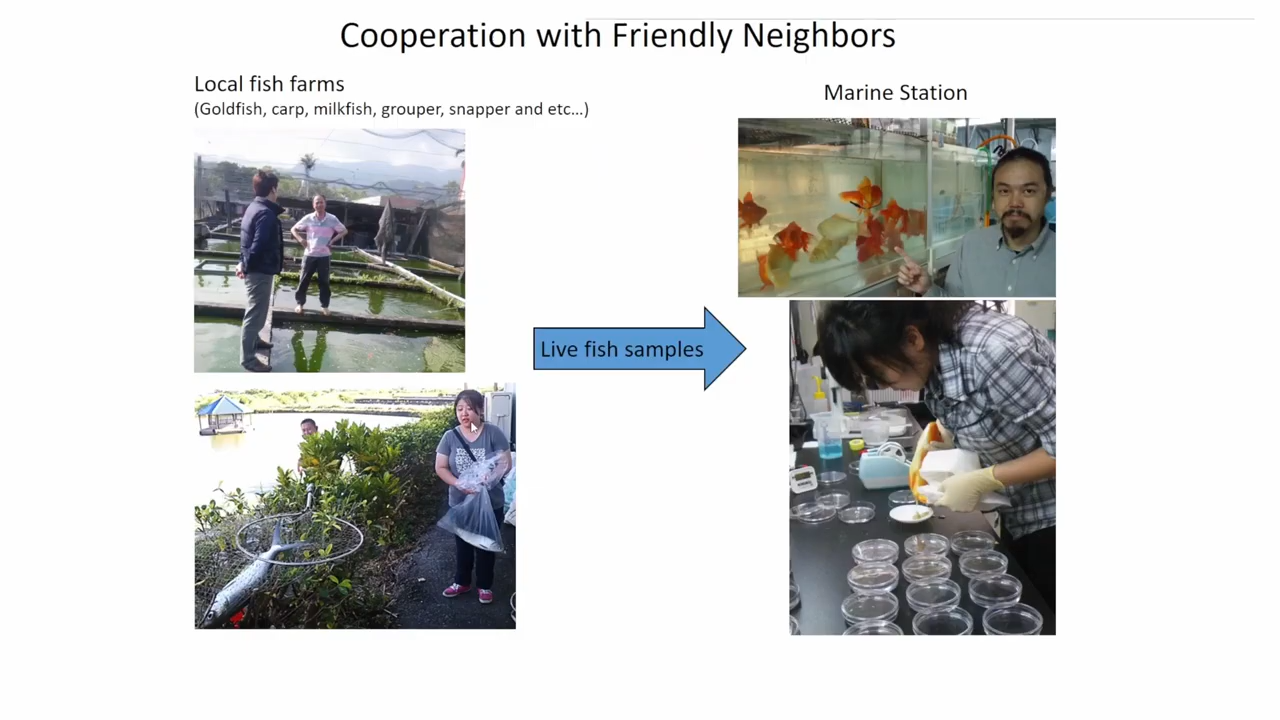 Cooperation with Friendly Neighbors
Local fish farms
(Goldfish, carp, milkfish, grouper, snapper and etc…)
Marine Station
Live fish samples